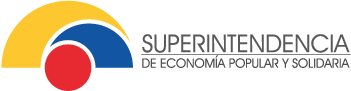 SUPERINTENDENCIA
DE ECONOMÍA POPULAR Y SOLIDARIA